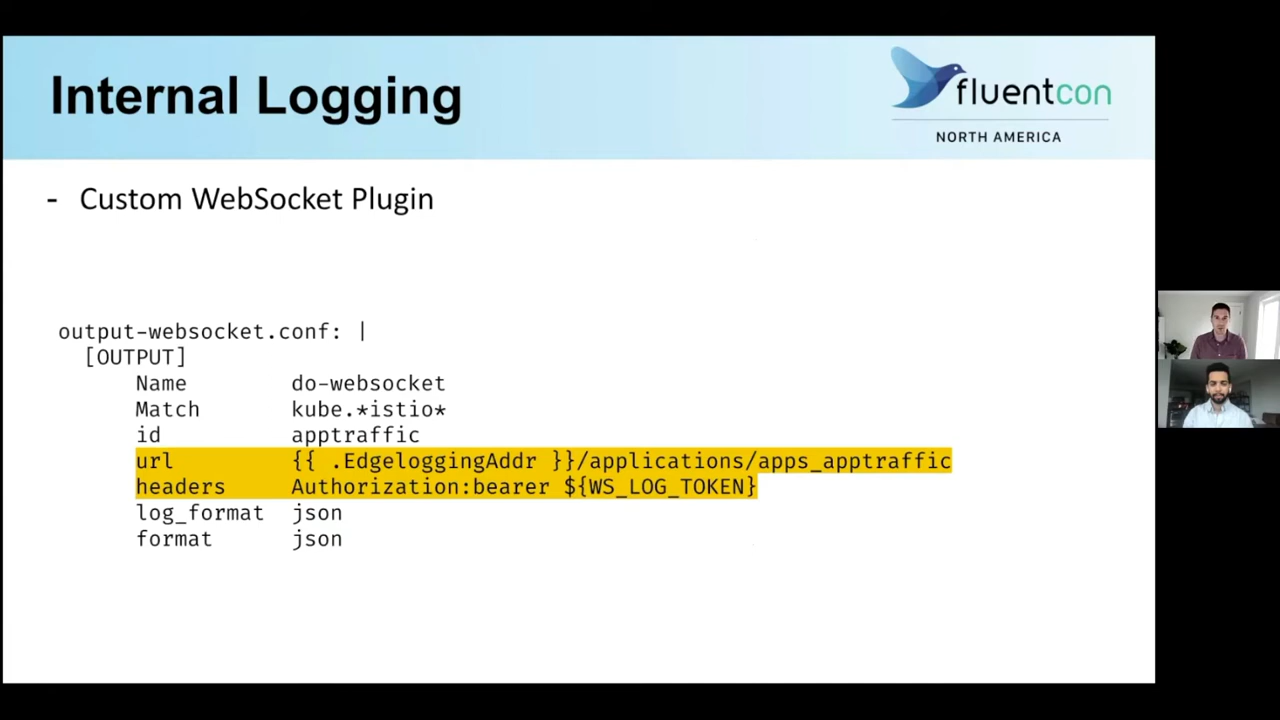 Internal Logging
fluentcon
NORTH AMERICA
- Custom WebSocket Plugin
output-websocket.conf: |
[OUTPUT]
Name do-websocket
Match kube.*istio*
id apptraffic
url {{ .EdgeloggingAddr }}/applications/apps_apptraffic
headers Authorization:bearer ${WS_LOG_TOKEN}
log_format json
format json